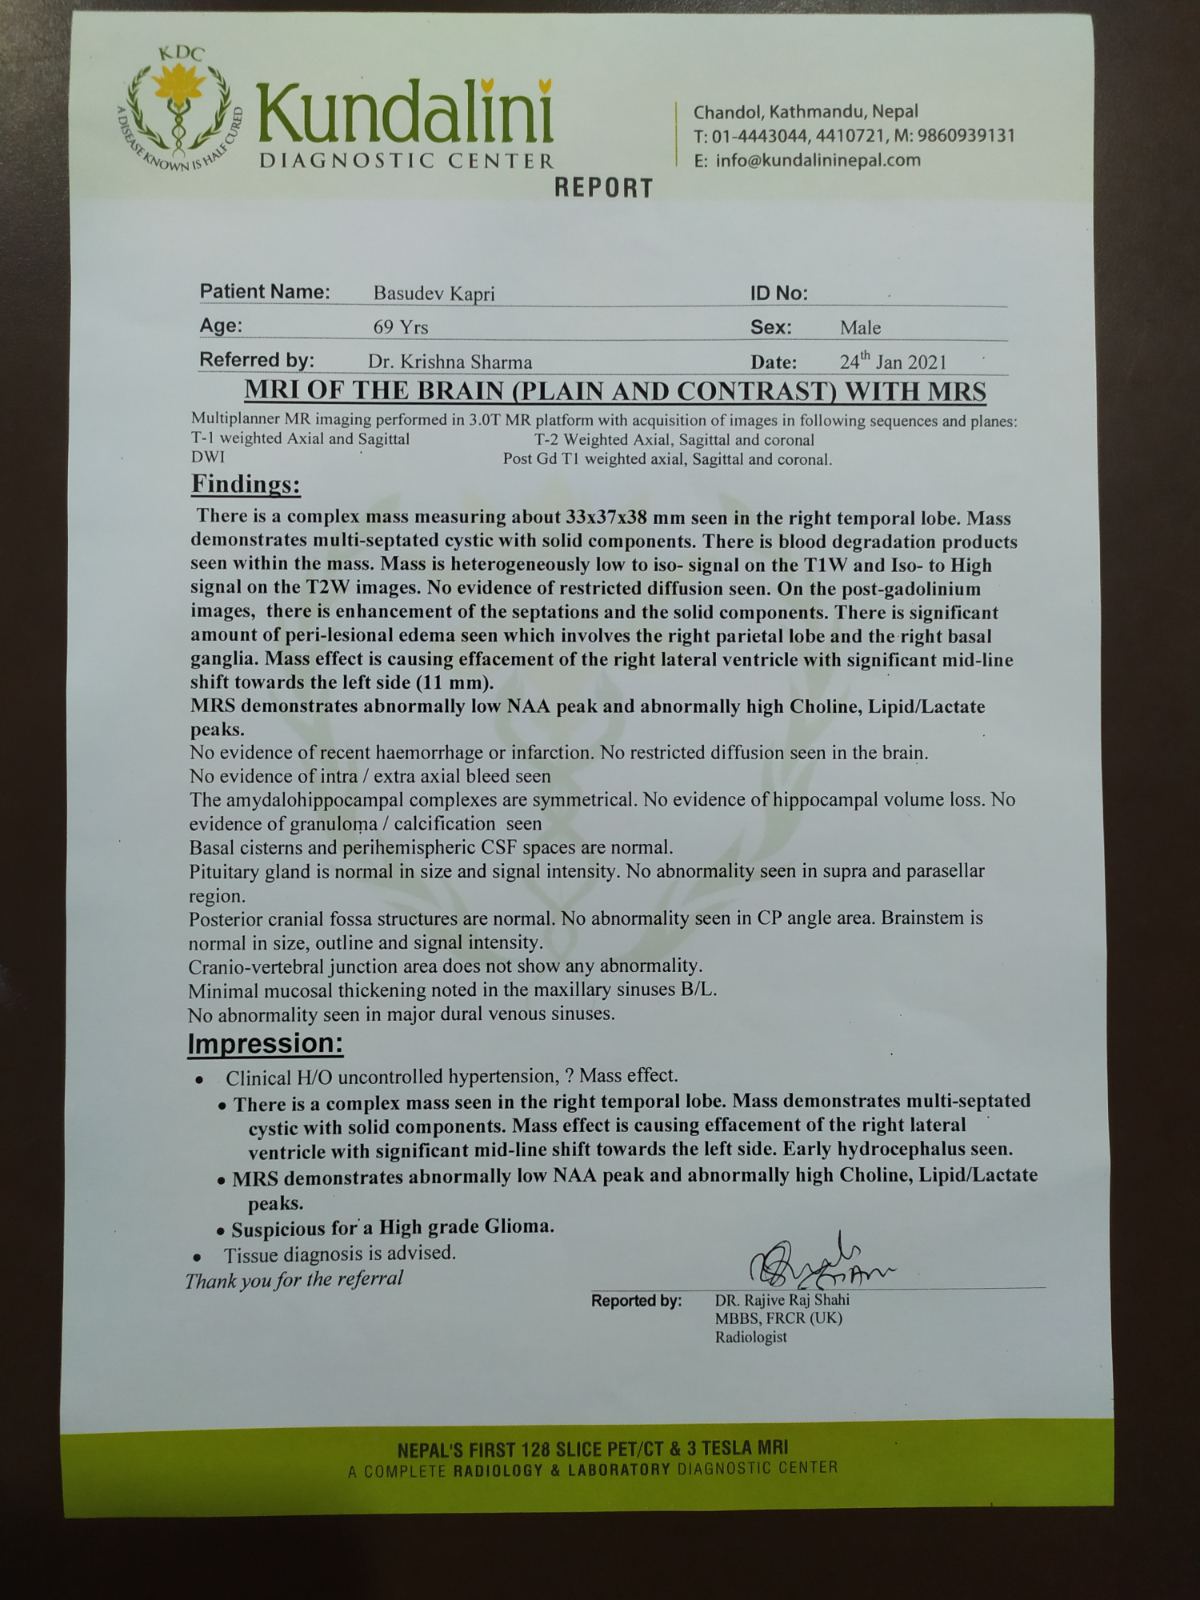 KDC
A DISEASE KNOWN IS HALF CURED
Kundalini
DIAGNOSTIC CENTER
Chandol, Kathmandu, Nepal
T: 01-4443044, 4410721, M: 9860939131
E: info@kundalininepal.com
REPORT
Patient Name: Basudev Kapri ID No:
Age: 69 Yrs Sex: Male
Referred by: Dr. Krishna Sharma Date: 24th Jan 2021
MRI OF THE BRAIN (PLAIN AND CONTRAST) WITH MRS
Multiplanner MR imaging performed in 3.0T MR platform with acquisition of images in following sequences and planes:
T-1 weighted Axial and Sagittal T-2 Weighted Axial, Sagittal and coronal
DWI Post Gd T1 weighted axial, Sagittal and coronal.
Findings:
There is a complex mass measuring about 33x37x38 mm seen in the right temporal lobe. Mass
demonstrates multi-septated cystic with solid components. There is blood degradation products
seen within the mass. Mass is heterogeneously low to iso- signal on the T1W and Iso- to High
signal on the T2W images. No evidence of restricted diffusion seen. On the post-gadolinium
images, there is enhancement of the septations and the solid components. There is significant
amount of peri-lesional edema seen which involves the right parietal lobe and the right basal
ganglia. Mass effect is causing effacement of the right lateral ventricle with significant mid-line
shift towards the left side (11 mm).
MRS demonstrates abnormally low NAA peak and abnormally high Choline, Lipid/Lactate
peaks.
No evidence of recent haemorrhage or infarction. No restricted diffusion seen in the brain.
No evidence of intra / extra axial bleed seen
The amydalohippocampal complexes are symmetrical. No evidence of hippocampal volume loss. No
evidence of granuloma / calcification seen
Basal cisterns and perihemispheric CSF spaces are normal.
Pituitary gland is normal in size and signal intensity. No abnormality seen in supra and parasellar
region.
Posterior cranial fossa structures are normal. No abnormality seen in CP angle area. Brainstem is
normal in size, outline and signal intensity.
Cranio-vertebral junction area does not show any abnormality.
Minimal mucosal thickening noted in the maxillary sinuses B/L.
No abnormality seen in major dural venous sinuses.
Impression:
• Clinical H/O uncontrolled hypertension, ? Mass effect.
• There is a complex mass seen in the right temporal lobe. Mass demonstrates multi-septated
cystic with solid components. Mass effect is causing effacement of the right lateral
ventricle with significant mid-line shift towards the left side. Early hydrocephalus seen.
• MRS demonstrates abnormally low NAA peak and abnormally high Choline, Lipid/Lactate
peaks.
• Suspicious for a High grade Glioma.
• Tissue diagnosis is advised.
Thank you for the referral
Reported by: DR. Rajive Raj Shahi
MBBS, FRCR (UK)
Radiologist
NEPAL'S FIRST 128 SLICE PET/CT & 3 TESLA MRI
A COMPLETE RADIOLOGY & LABORATORY DIAGNOSTIC CENTER